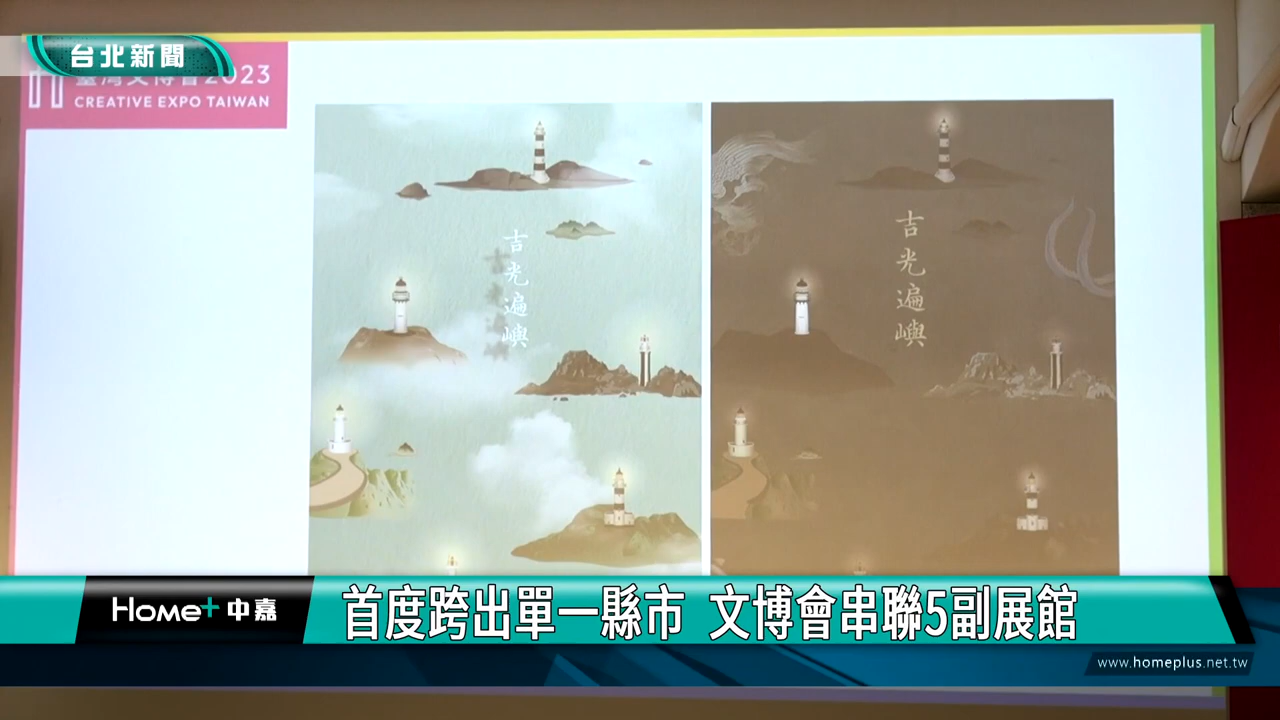 台北新聞
臺灣文博會2023
CREATIVE EXPO TAIWAN
吉光遍嶼
吉光遍嶼
Home+中嘉
首度跨出單一縣市 文博會串聯5副展館
www.homeplus.net.tw